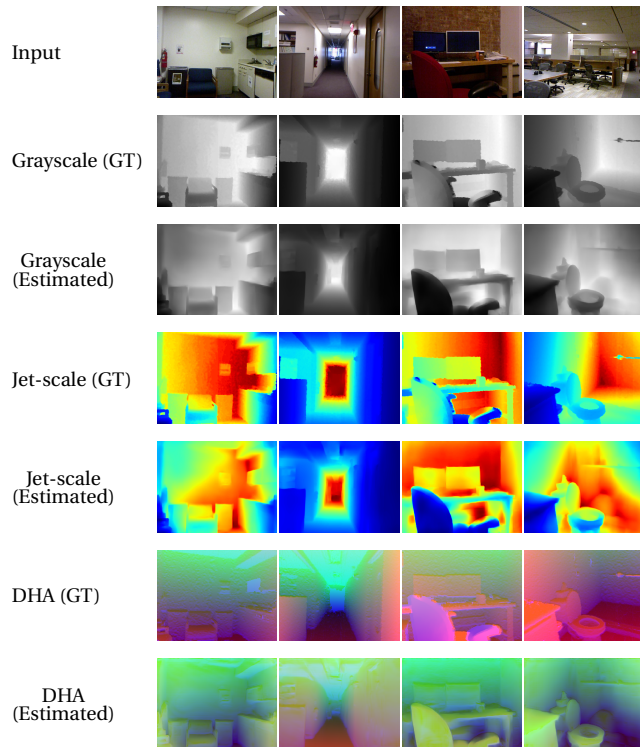 Input
Grayscale (GT)
Grayscale
(Estimated)
Jet-scale (GT)
Jet-scale
(Estimated)
DHA (GT)
DHA
(Estimated)